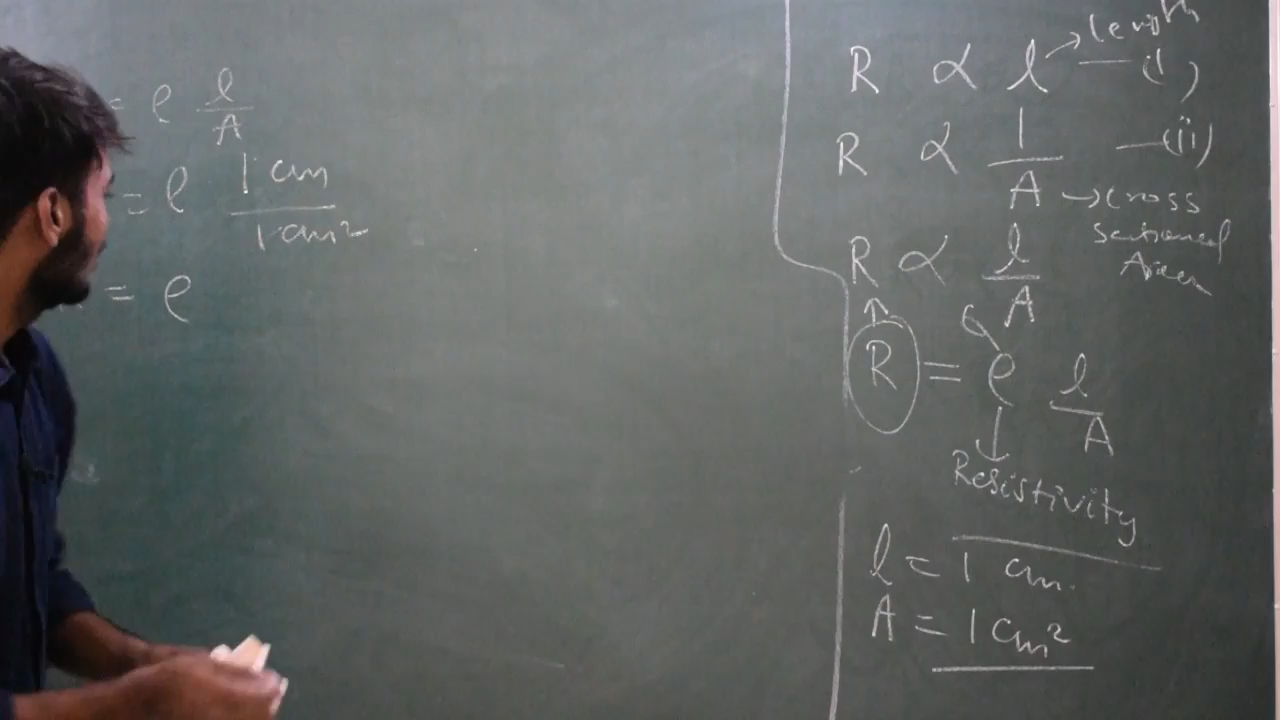 = ρ l/A
= ρ 1 cm/1 cm²
= ρ
R ∝ l → length — (i)
R ∝ 1/A — (ii)
→ cross
sectional
Area
R ∝ l/A
R = ρ l/A
Resistivity
l = 1 cm.
A = 1 cm²